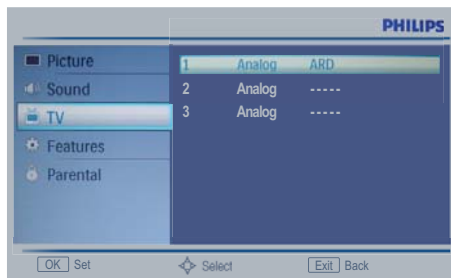 PHILIPS
Picture
Sound
TV
Features
Parental
1 Analog ARD
2 Analog -----
3 Analog -----
OK Set Select Exit Back